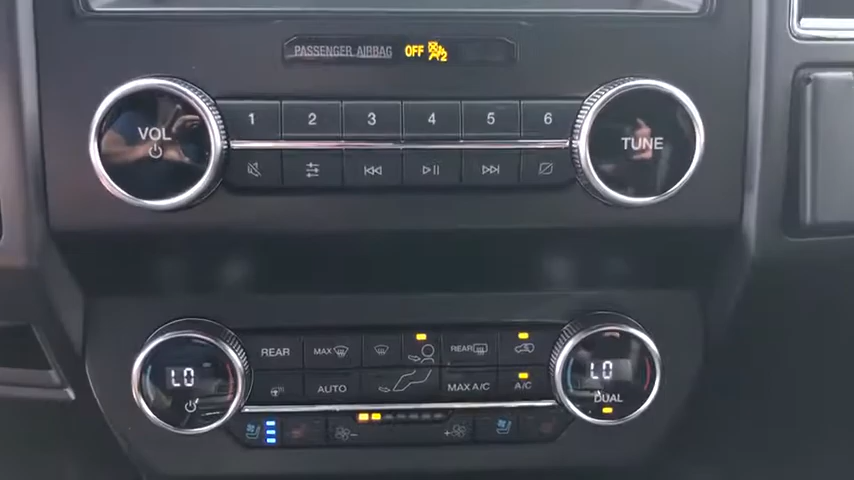 PASSENGER AIRBAG OFF 2
VOL 1 2 3 4 5 6 TUNE
REAR MAX REAR
LO AUTO MAX A/C A/C LO
DUAL